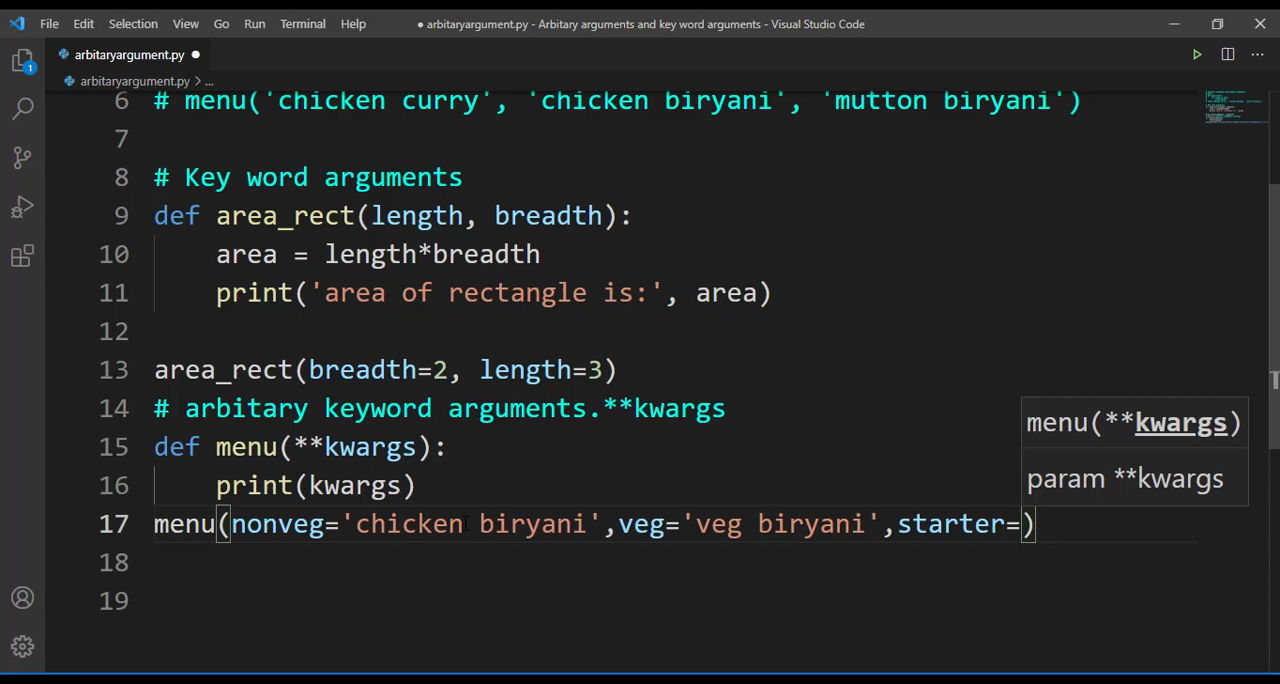 File Edit Selection View Go Run Terminal Help ● arbitaryargument.py - Arbitary arguments and key word arguments - Visual Studio Code
arbitaryargument.py ●
arbitaryargument.py > ...
1
6 # menu('chicken curry', 'chicken biryani', 'mutton biryani')
7
8 # Key word arguments
9 def area_rect(length, breadth):
10 area = length*breadth
11 print('area of rectangle is:', area)
12
13 area_rect(breadth=2, length=3)
14 # arbitary keyword arguments.**kwargs
15 def menu(**kwargs):
16 print(kwargs)
17 menu(nonveg='chicken biryani',veg='veg biryani',starter=)
18
19
menu(**kwargs)
param **kwargs